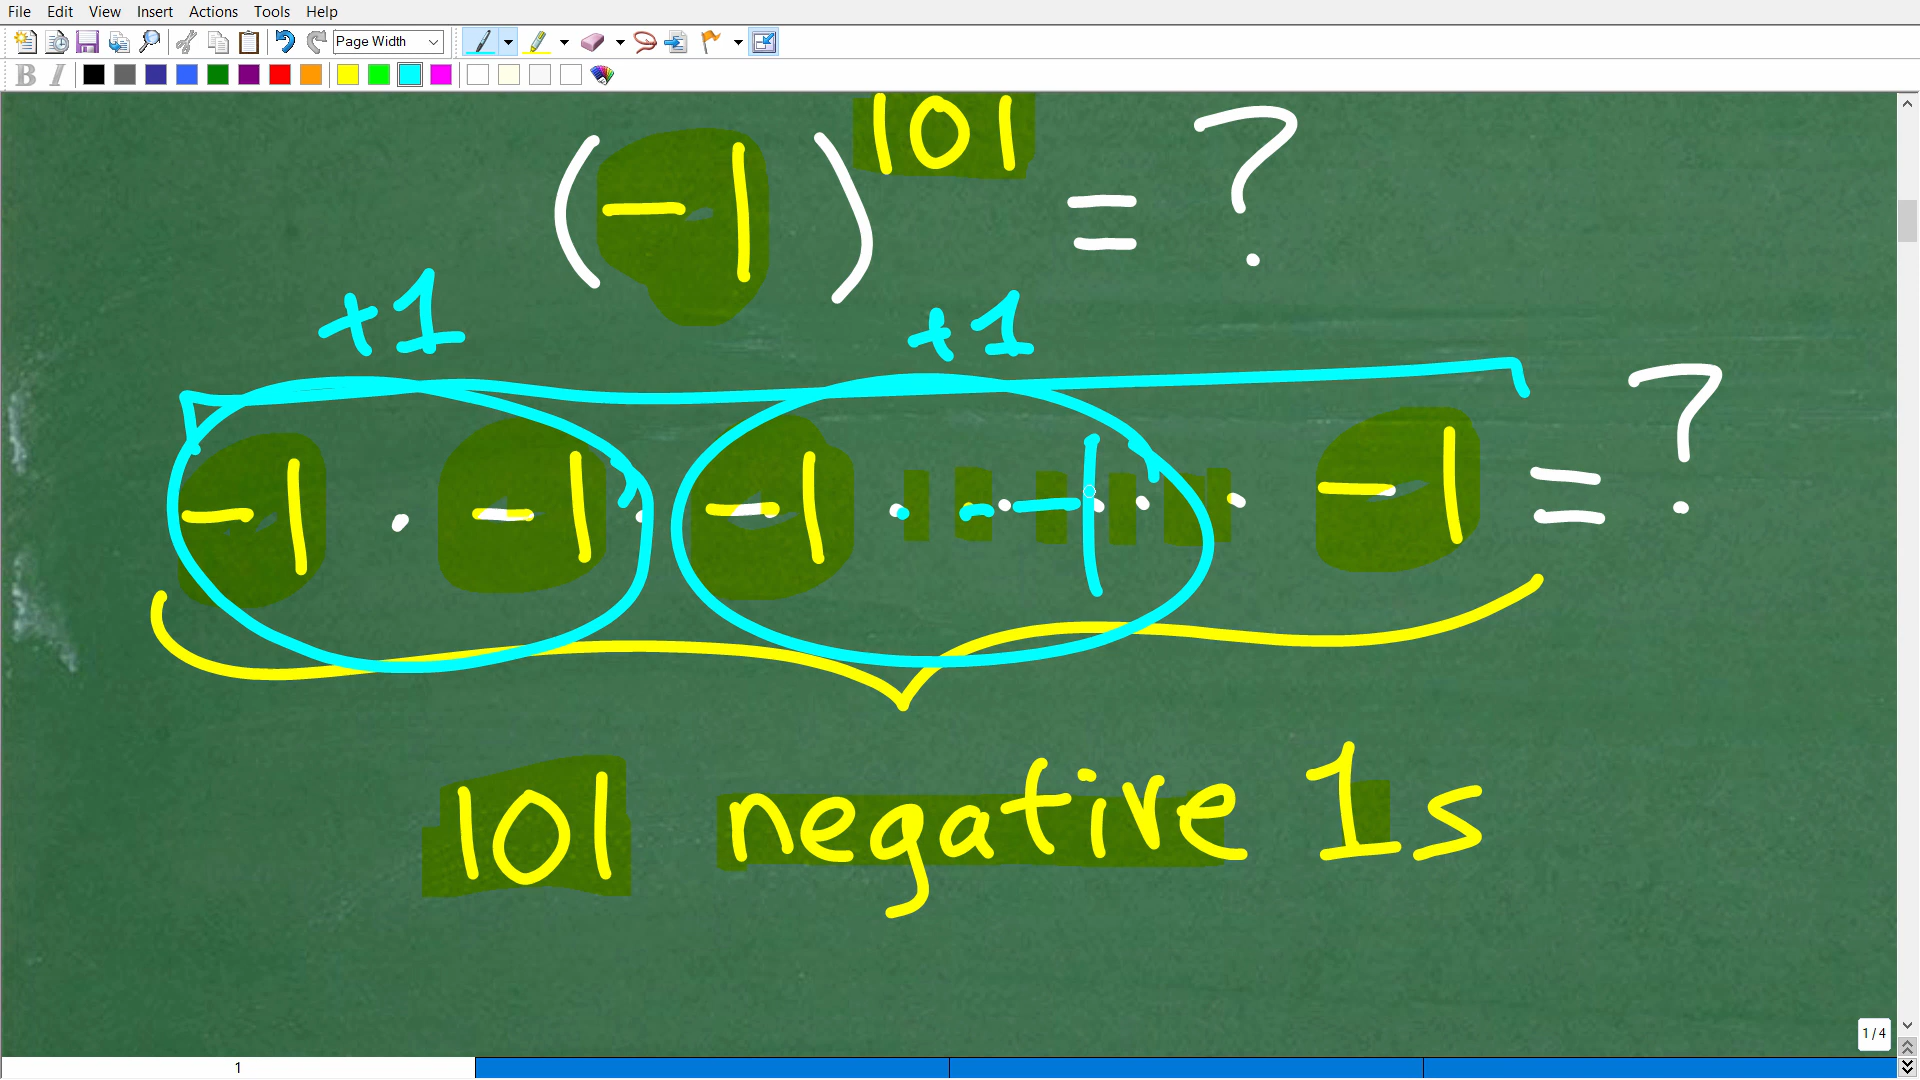 File Edit View Insert Actions Tools Help
Page Width
B I
(-1)^101 = ?
+1 +1
-1 · -1 · -1 · - · -1 · · · -1 = ?
101 negative 1s
1 / 4
1